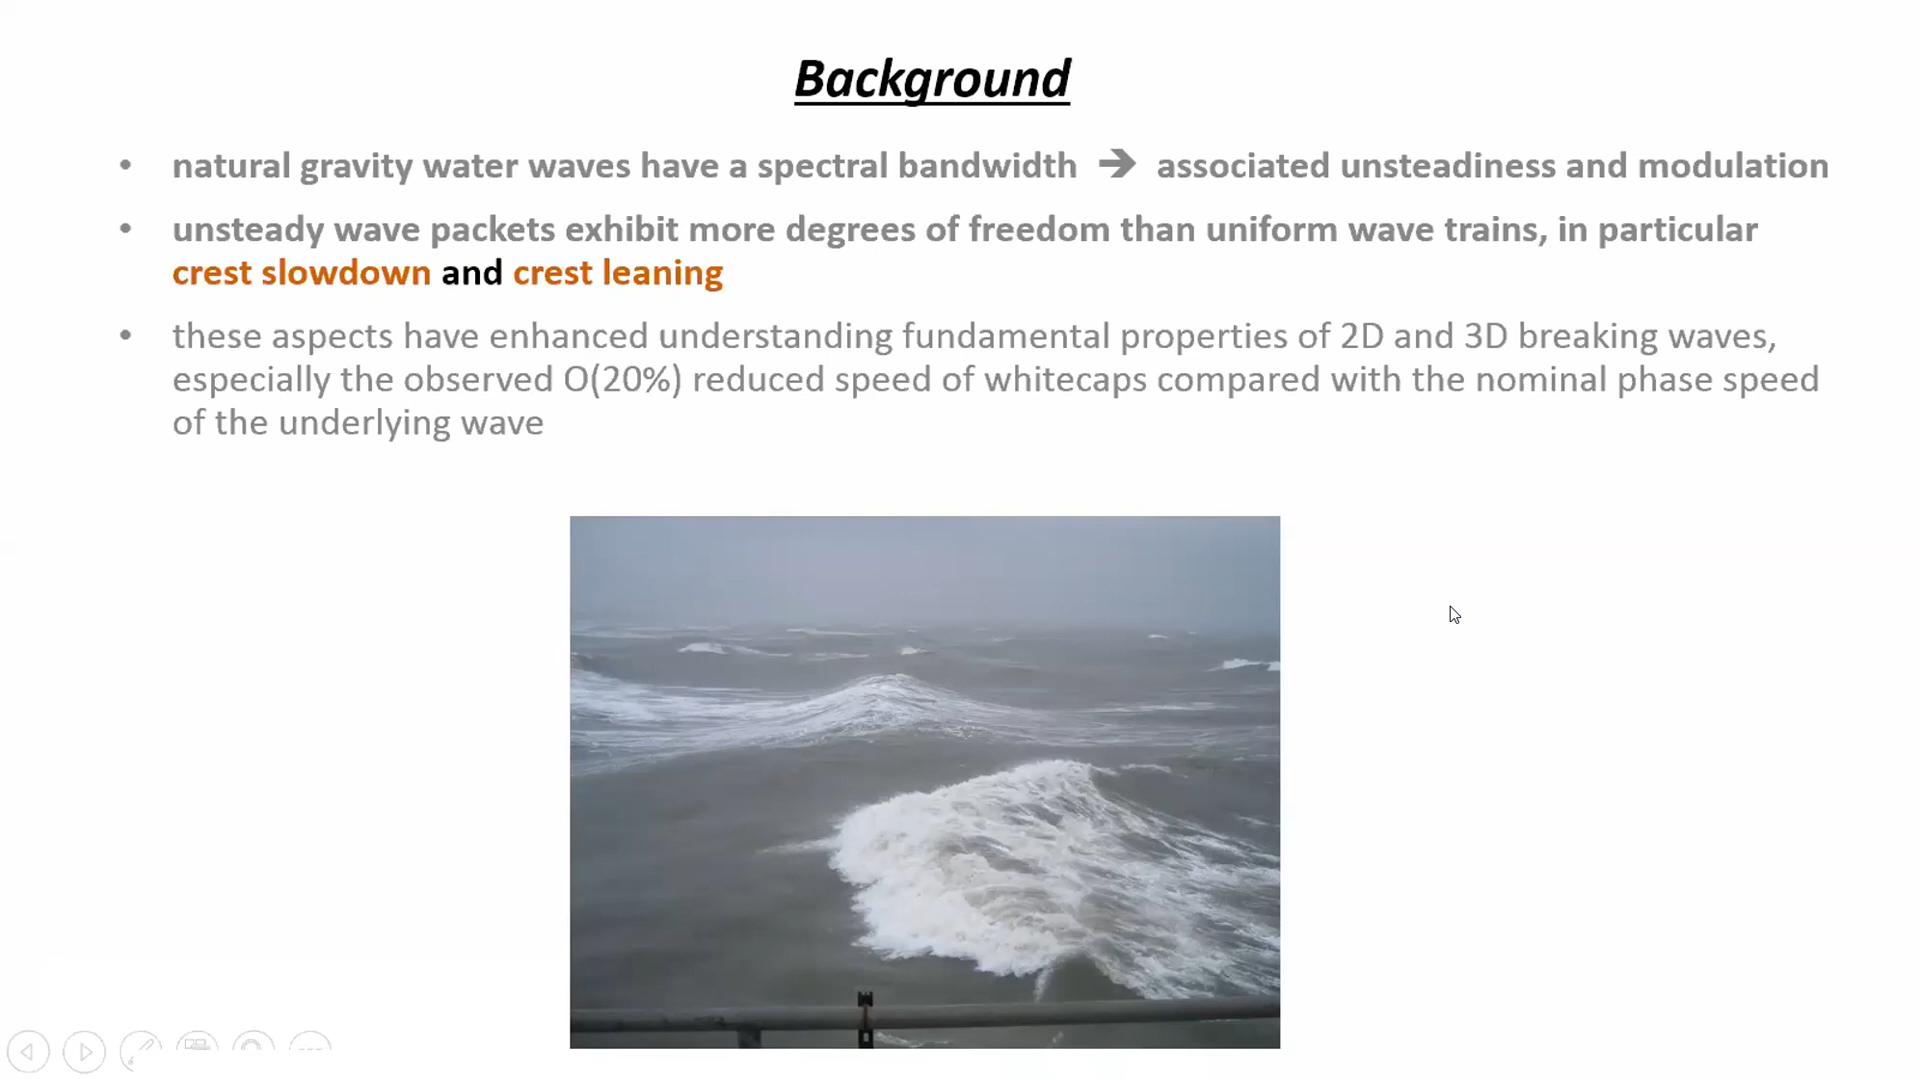 Background
• natural gravity water waves have a spectral bandwidth ➔ associated unsteadiness and modulation
• unsteady wave packets exhibit more degrees of freedom than uniform wave trains, in particular
crest slowdown and crest leaning
• these aspects have enhanced understanding fundamental properties of 2D and 3D breaking waves,
especially the observed O(20%) reduced speed of whitecaps compared with the nominal phase speed
of the underlying wave